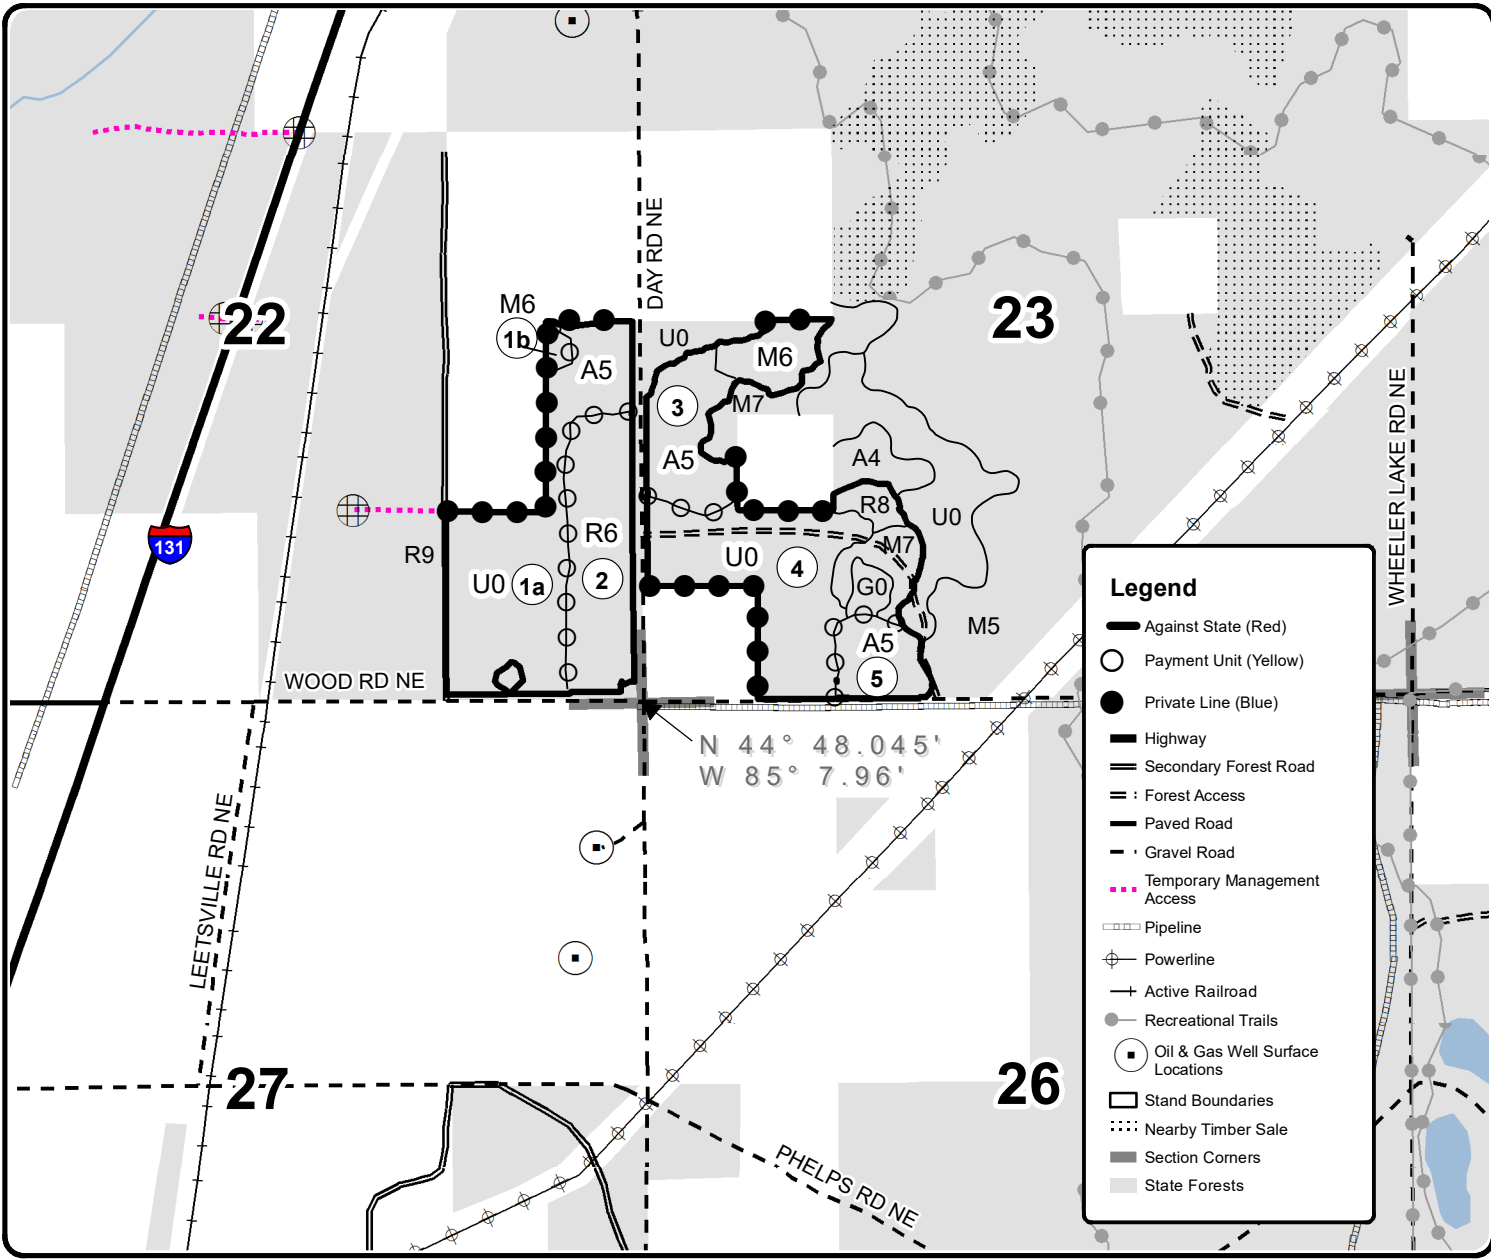 DAY RD NE
22
23
M6
1b
A5
U0
M6
3
M7
A5
A4
R8
U0
R6
M7
U0
4
R9
U0
1a
2
G0
M5
A5
5
131
WOOD RD NE
WHEELER LAKE RD NE
N 44° 48.045'
W 85° 7.96'
LEETSVILLE RD NE
27
26
PHELPS RD NE
Legend
Against State (Red)
Payment Unit (Yellow)
Private Line (Blue)
Highway
Secondary Forest Road
Forest Access
Paved Road
Gravel Road
Temporary Management
Access
Pipeline
Powerline
Active Railroad
Recreational Trails
Oil & Gas Well Surface
Locations
Stand Boundaries
Nearby Timber Sale
Section Corners
State Forests